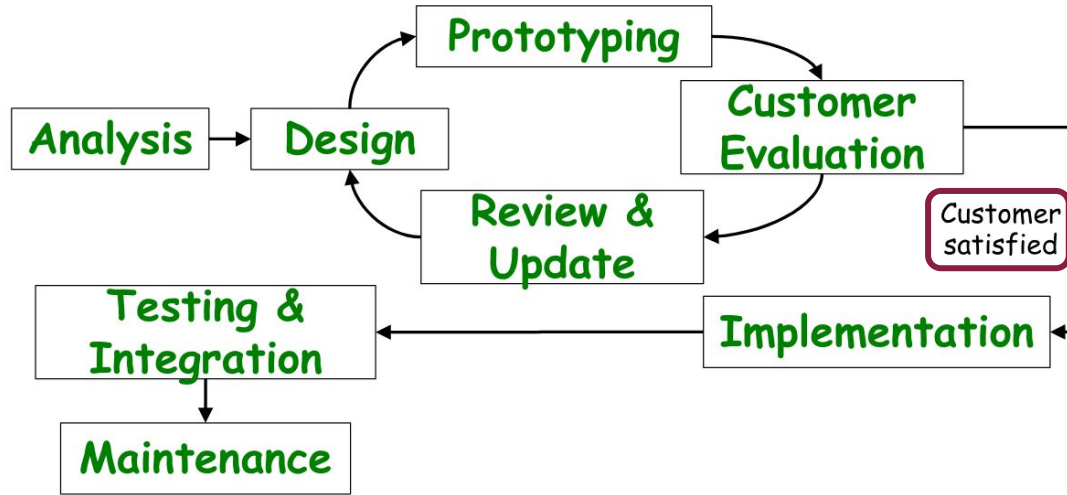 Prototyping
Customer
Evaluation
Analysis
Design
Review &
Update
Customer
satisfied
Testing &
Integration
Implementation
Maintenance